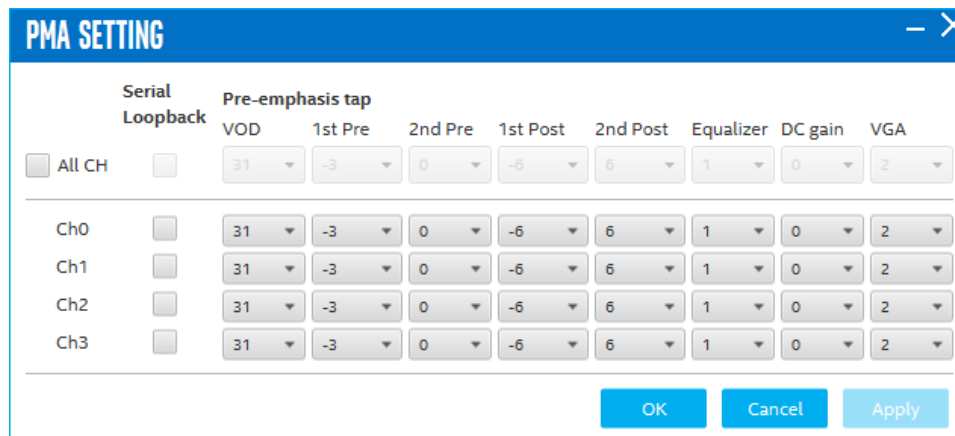 PMA SETTING
Serial Loopback
Pre-emphasis tap
VOD 1st Pre 2nd Pre 1st Post 2nd Post Equalizer DC gain VGA
All CH 31 -3 0 -6 6 1 0 2
Ch0 31 -3 0 -6 6 1 0 2
Ch1 31 -3 0 -6 6 1 0 2
Ch2 31 -3 0 -6 6 1 0 2
Ch3 31 -3 0 -6 6 1 0 2
OK Cancel Apply